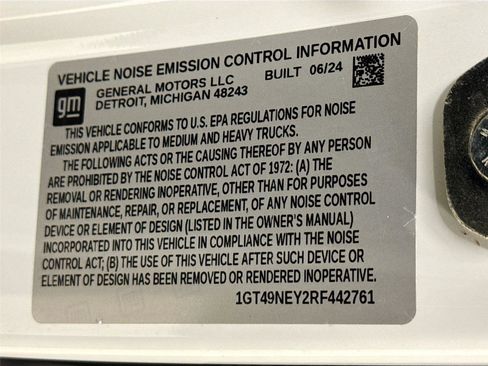 VEHICLE NOISE EMISSION CONTROL INFORMATION
gm
GENERAL MOTORS LLC BUILT 06/24
DETROIT, MICHIGAN 48243
THIS VEHICLE CONFORMS TO U.S. EPA REGULATIONS FOR NOISE
EMISSION APPLICABLE TO MEDIUM AND HEAVY TRUCKS.
THE FOLLOWING ACTS OR THE CAUSING THEREOF BY ANY PERSON
ARE PROHIBITED BY THE NOISE CONTROL ACT OF 1972: (A) THE
REMOVAL OR RENDERING INOPERATIVE, OTHER THAN FOR PURPOSES
OF MAINTENANCE, REPAIR, OR REPLACEMENT, OF ANY NOISE CONTROL
DEVICE OR ELEMENT OF DESIGN (LISTED IN THE OWNER'S MANUAL)
INCORPORATED INTO THIS VEHICLE IN COMPLIANCE WITH THE NOISE
CONTROL ACT; (B) THE USE OF THIS VEHICLE AFTER SUCH DEVICE OR
ELEMENT OF DESIGN HAS BEEN REMOVED OR RENDERED INOPERATIVE.
1GT49NEY2RF442761